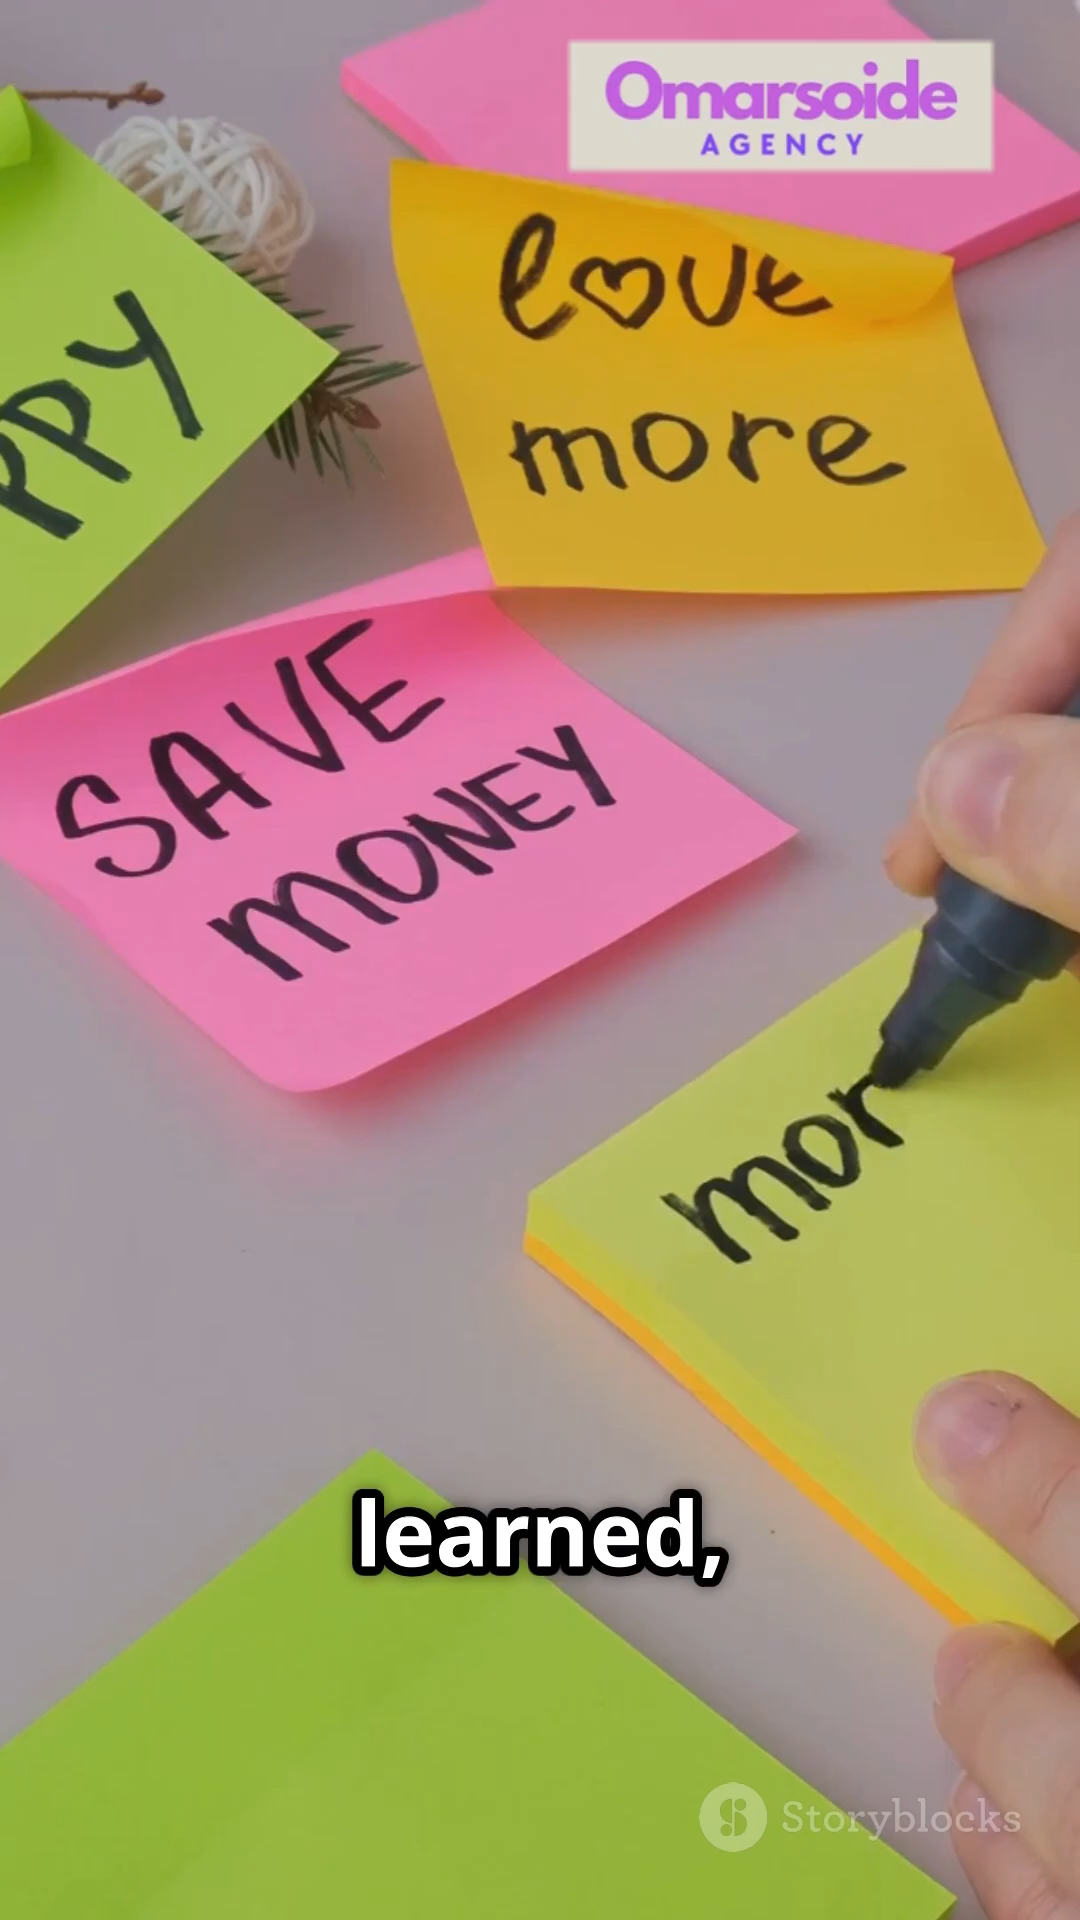 Omarsoide
AGENCY
love
more
PPY
SAVE
MONEY
mor
learned,
Storyblocks